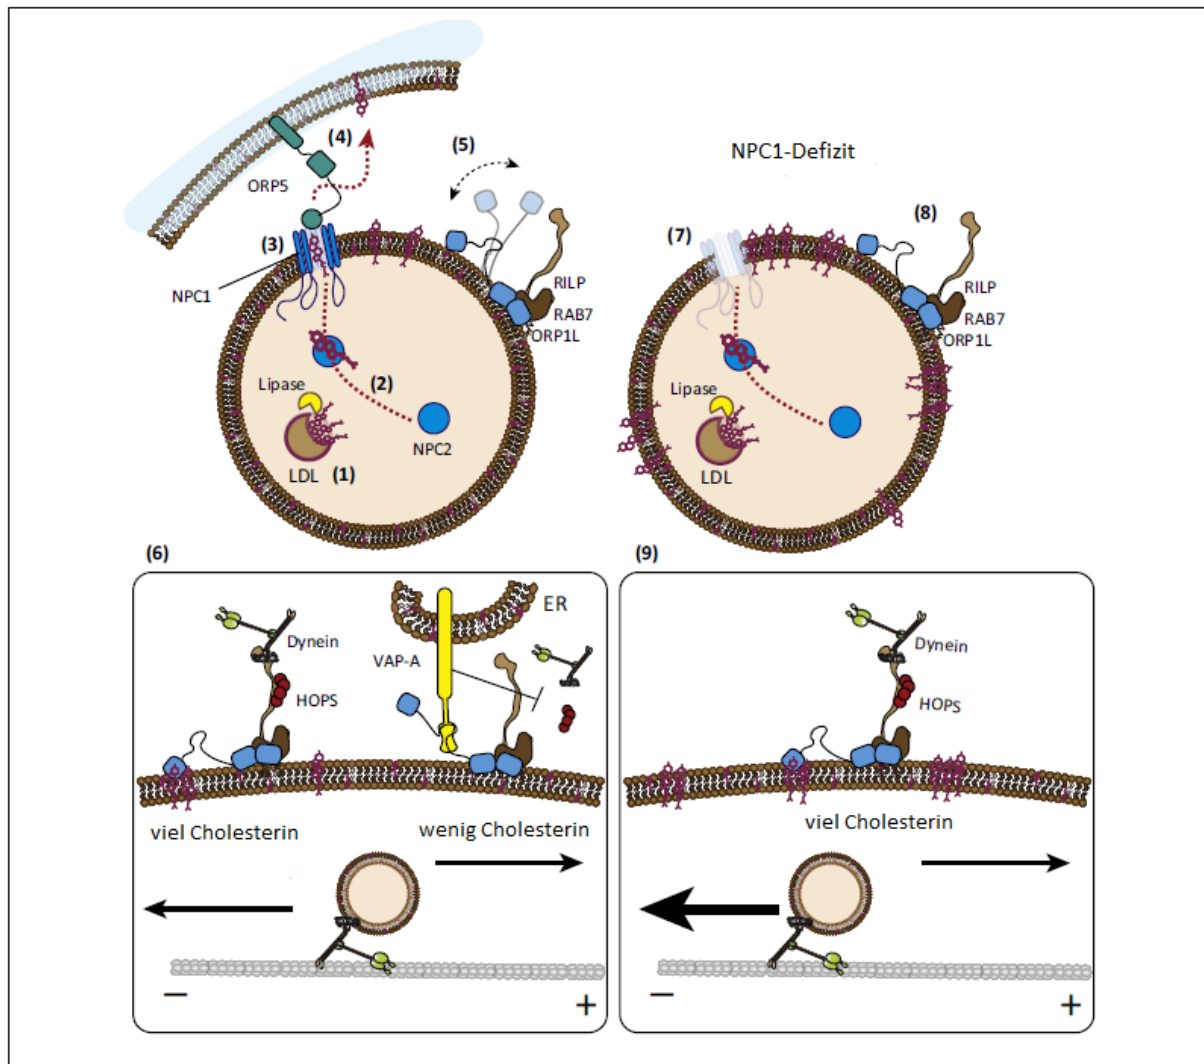 (4)
(5)
NPC1-Defizit
ORP5
(8)
(3)
(7)
NPC1
RILP
RILP
RAB7
RAB7
ORP1L
ORP1L
Lipase
(2)
Lipase
NPC2
LDL
(1)
LDL
(6)
(9)
ER
Dynein
VAP-A
Dynein
HOPS
HOPS
viel Cholesterin
wenig Cholesterin
viel Cholesterin
–
+
–
+